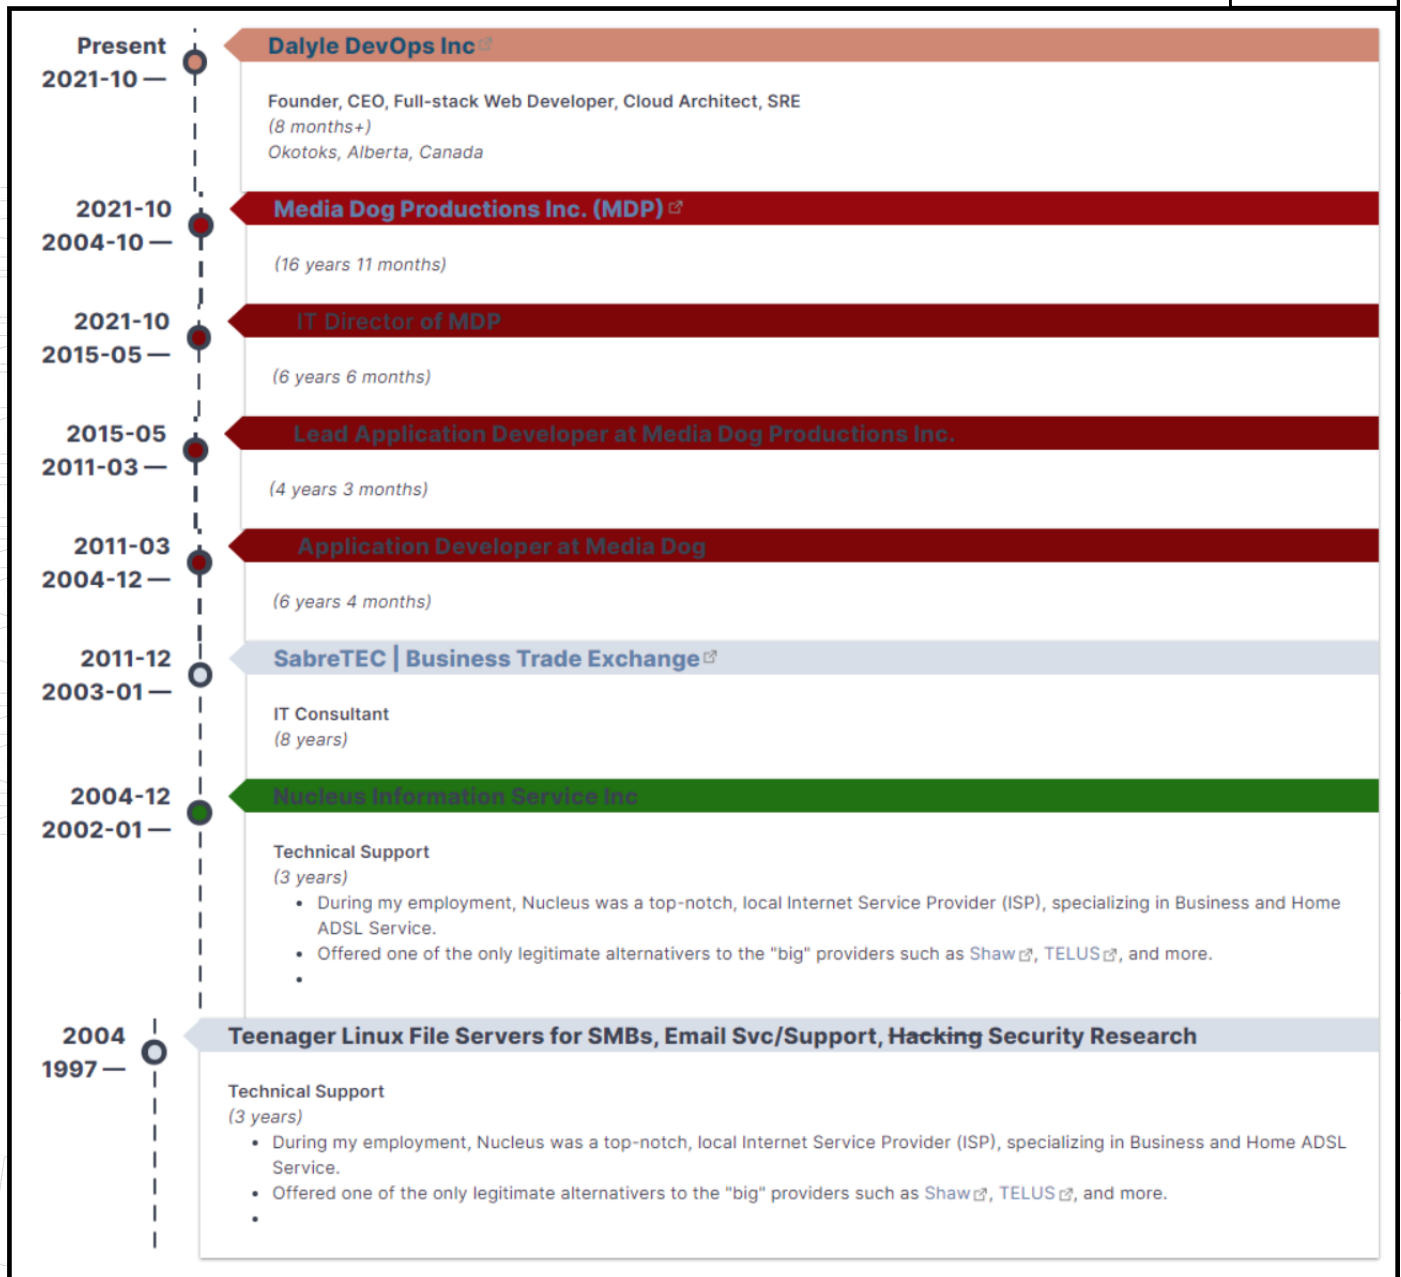 Present
2021-10 —
Dalyle DevOps Inc
Founder, CEO, Full-stack Web Developer, Cloud Architect, SRE
(8 months+)
Okotoks, Alberta, Canada
2021-10
2004-10 —
Media Dog Productions Inc. (MDP)
(16 years 11 months)
2021-10
2015-05 —
IT Director of MDP
(6 years 6 months)
2015-05
2011-03 —
Lead Application Developer at Media Dog Productions Inc.
(4 years 3 months)
2011-03
2004-12 —
Application Developer at Media Dog
(6 years 4 months)
2011-12
2003-01 —
SabreTEC | Business Trade Exchange
IT Consultant
(8 years)
2004-12
2002-01 —
Nucleus Information Service Inc
Technical Support
(3 years)
• During my employment, Nucleus was a top-notch, local Internet Service Provider (ISP), specializing in Business and Home
ADSL Service.
• Offered one of the only legitimate alternativers to the "big" providers such as Shaw, TELUS, and more.
•
2004
1997 —
Teenager Linux File Servers for SMBs, Email Svc/Support, Hacking Security Research
Technical Support
(3 years)
• During my employment, Nucleus was a top-notch, local Internet Service Provider (ISP), specializing in Business and Home ADSL
Service.
• Offered one of the only legitimate alternativers to the "big" providers such as Shaw, TELUS, and more.
•